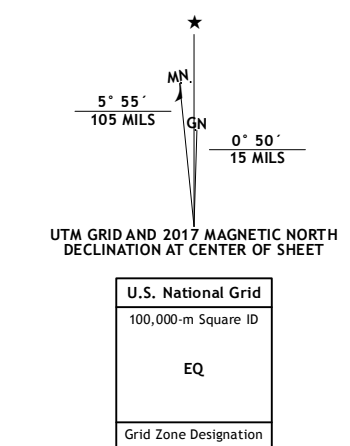 ★
MN
5° 55´
105 MILS
GN
0° 50´
15 MILS
UTM GRID AND 2017 MAGNETIC NORTH
DECLINATION AT CENTER OF SHEET
U.S. National Grid
100,000-m Square ID
EQ
Grid Zone Designation